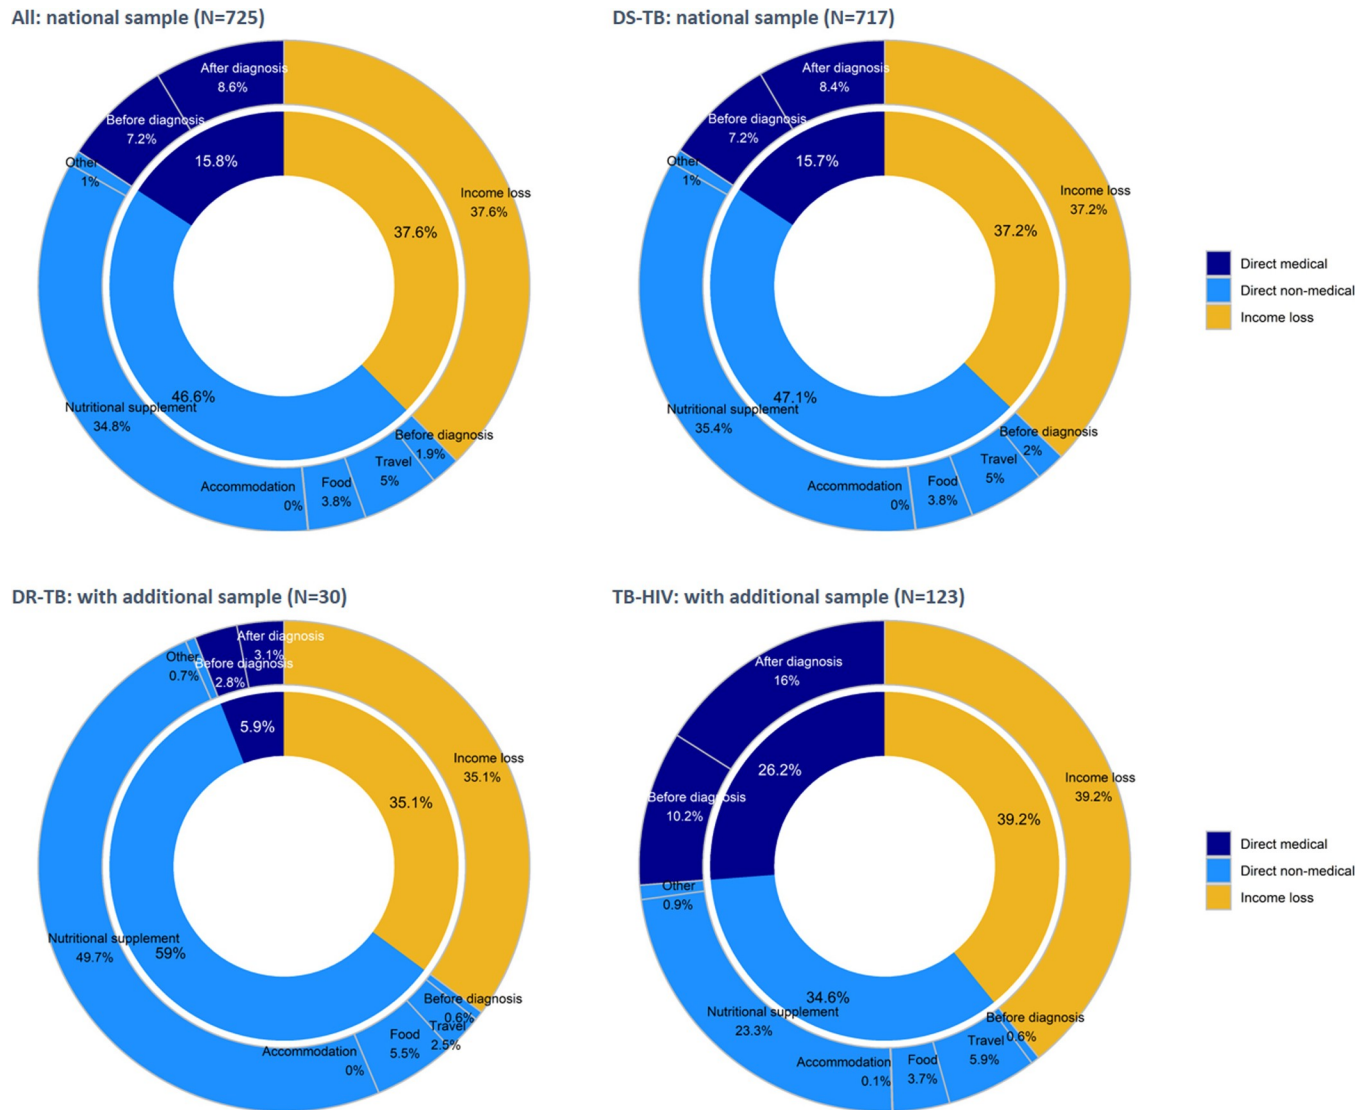 All: national sample (N=725)
After diagnosis
8.6%
Before diagnosis
7.2%
Other
1%
15.8%
37.6%
Income loss
37.6%
46.6%
Nutritional supplement
34.8%
Before diagnosis
1.9%
Travel
5%
Food
3.8%
Accommodation
0%
DS-TB: national sample (N=717)
After diagnosis
8.4%
Before diagnosis
7.2%
Other
1%
15.7%
37.2%
Income loss
37.2%
47.1%
Nutritional supplement
35.4%
Before diagnosis
2%
Travel
5%
Food
3.8%
Accommodation
0%
Direct medical
Direct non-medical
Income loss
DR-TB: with additional sample (N=30)
After diagnosis
3.1%
Before diagnosis
2.8%
Other
0.7%
5.9%
35.1%
Income loss
35.1%
59%
Nutritional supplement
49.7%
Before diagnosis
0.6%
Travel
2.5%
Food
5.5%
Accommodation
0%
TB-HIV: with additional sample (N=123)
After diagnosis
16%
Before diagnosis
10.2%
Other
0.9%
26.2%
39.2%
Income loss
39.2%
34.6%
Nutritional supplement
23.3%
Before diagnosis
0.6%
Travel
5.9%
Food
3.7%
Accommodation
0.1%
Direct medical
Direct non-medical
Income loss